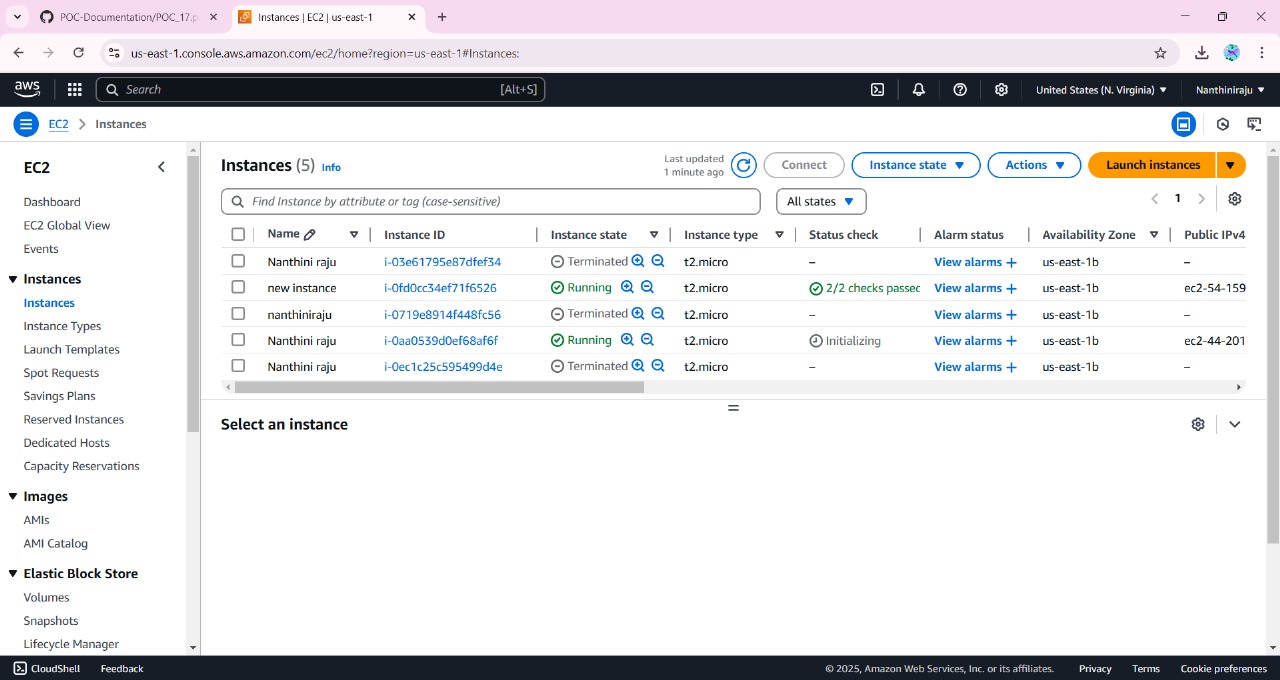 POC-Documentation/POC_17.p
Instances | EC2 | us-east-1
us-east-1.console.aws.amazon.com/ec2/home?region=us-east-1#Instances:
aws
Search [Alt+S]
United States (N. Virginia)
Nanthiniraju
EC2 > Instances
EC2
Dashboard
EC2 Global View
Events
Instances
Instances
Instance Types
Launch Templates
Spot Requests
Savings Plans
Reserved Instances
Dedicated Hosts
Capacity Reservations
Images
AMIs
AMI Catalog
Elastic Block Store
Volumes
Snapshots
Lifecycle Manager
Instances (5) Info
Last updated
1 minute ago
Connect
Instance state
Actions
Launch instances
Find Instance by attribute or tag (case-sensitive)
All states
1
Name Instance ID Instance state Instance type Status check Alarm status Availability Zone Public IPv4
Nanthini raju i-03e61795e87dfef34 Terminated t2.micro – View alarms + us-east-1b –
new instance i-0fd0cc34ef71f6526 Running t2.micro 2/2 checks passec View alarms + us-east-1b ec2-54-159
nanthiniraju i-0719e8914f448fc56 Terminated t2.micro – View alarms + us-east-1b –
Nanthini raju i-0aa0539d0ef68af6f Running t2.micro Initializing View alarms + us-east-1b ec2-44-201
Nanthini raju i-0ec1c25c595499d4e Terminated t2.micro – View alarms + us-east-1b –
Select an instance
CloudShell Feedback
© 2025, Amazon Web Services, Inc. or its affiliates. Privacy Terms Cookie preferences